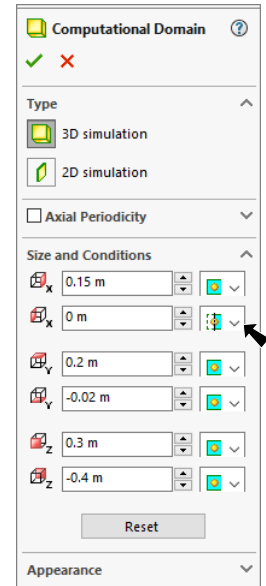 Computational Domain ?
Type
3D simulation
2D simulation
Axial Periodicity
Size and Conditions
X 0.15 m
X 0 m
Y 0.2 m
Y -0.02 m
Z 0.3 m
Z -0.4 m
Reset
Appearance